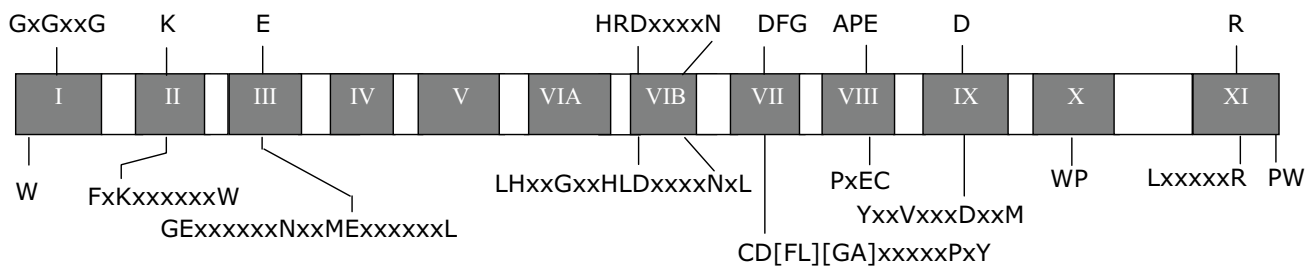 GxGxxG K E HRDxxxxN DFG APE D R
I II III IV V VIA VIB VII VIII IX X XI
W FxKxxxxxxW LHxxGxxHLDxxxxNxL PxEC WP LxxxxxR PW
GExxxxxxNxxMExxxxxxL YxxVxxxDxxM
CD[FL][GA]xxxxxPxY